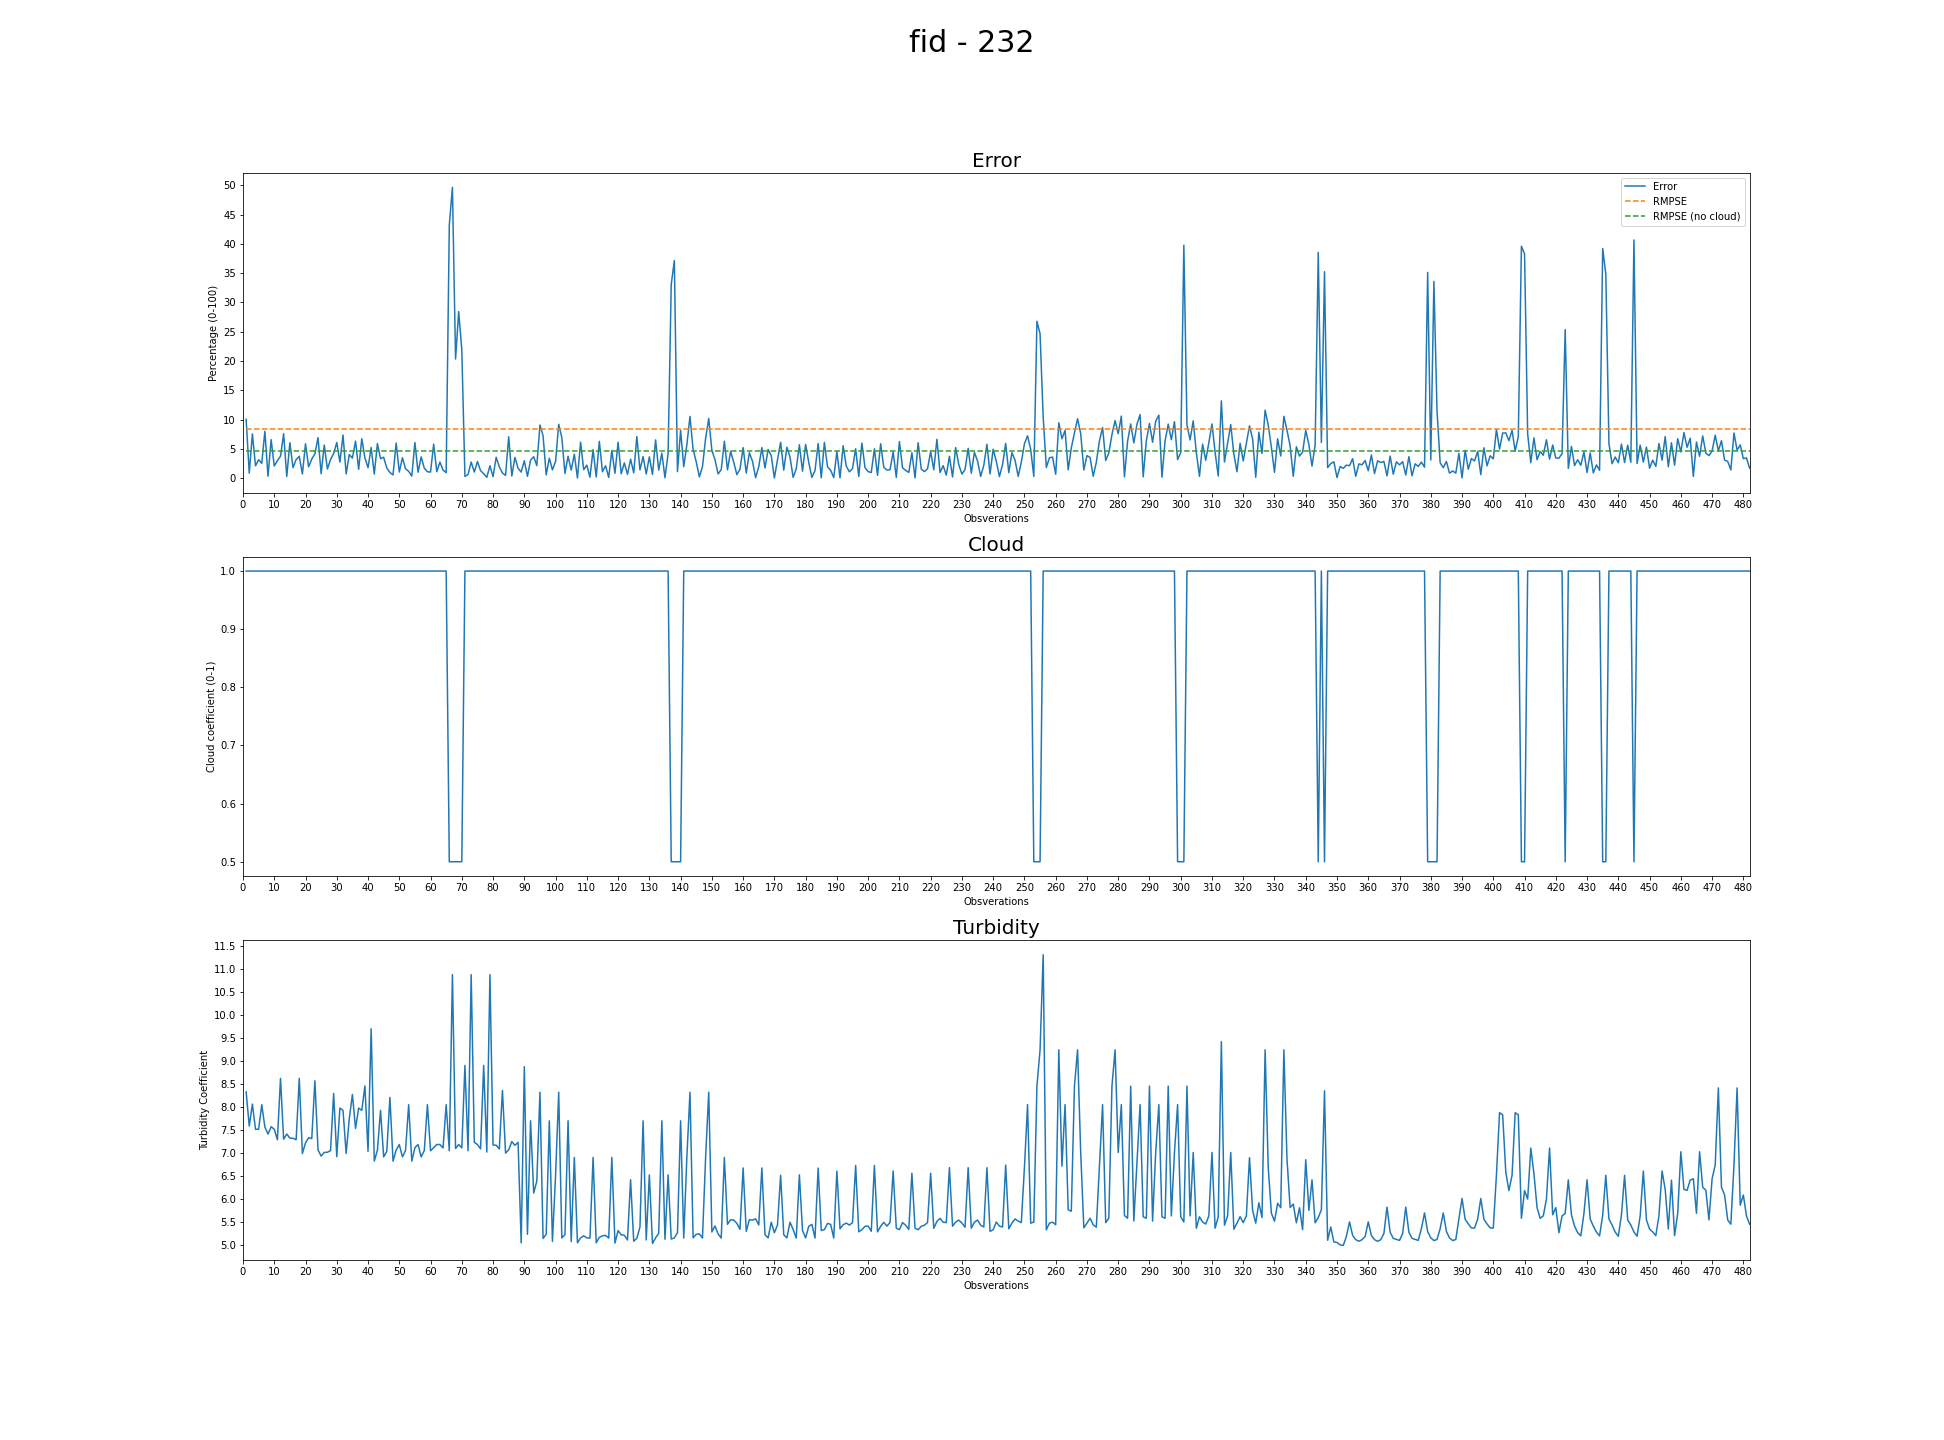 fid - 232
Error
50
45
40
35
30
25
20
15
10
5
0
Percentage (0-100)
Error
RMPSE
RMPSE (no cloud)
0 10 20 30 40 50 60 70 80 90 100 110 120 130 140 150 160 170 180 190 200 210 220 230 240 250 260 270 280 290 300 310 320 330 340 350 360 370 380 390 400 410 420 430 440 450 460 470 480
Obsverations
Cloud
1.0
0.9
0.8
0.7
0.6
0.5
Cloud coefficient (0-1)
0 10 20 30 40 50 60 70 80 90 100 110 120 130 140 150 160 170 180 190 200 210 220 230 240 250 260 270 280 290 300 310 320 330 340 350 360 370 380 390 400 410 420 430 440 450 460 470 480
Obsverations
Turbidity
11.5
11.0
10.5
10.0
9.5
9.0
8.5
8.0
7.5
7.0
6.5
6.0
5.5
5.0
Turbidity Coefficient
0 10 20 30 40 50 60 70 80 90 100 110 120 130 140 150 160 170 180 190 200 210 220 230 240 250 260 270 280 290 300 310 320 330 340 350 360 370 380 390 400 410 420 430 440 450 460 470 480
Obsverations